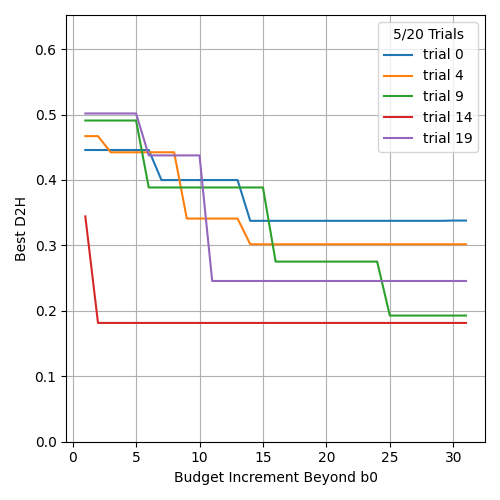 5/20 Trials
trial 0
trial 4
trial 9
trial 14
trial 19
0.6
0.5
0.4
0.3
0.2
0.1
0.0
Best D2H
0 5 10 15 20 25 30
Budget Increment Beyond b0